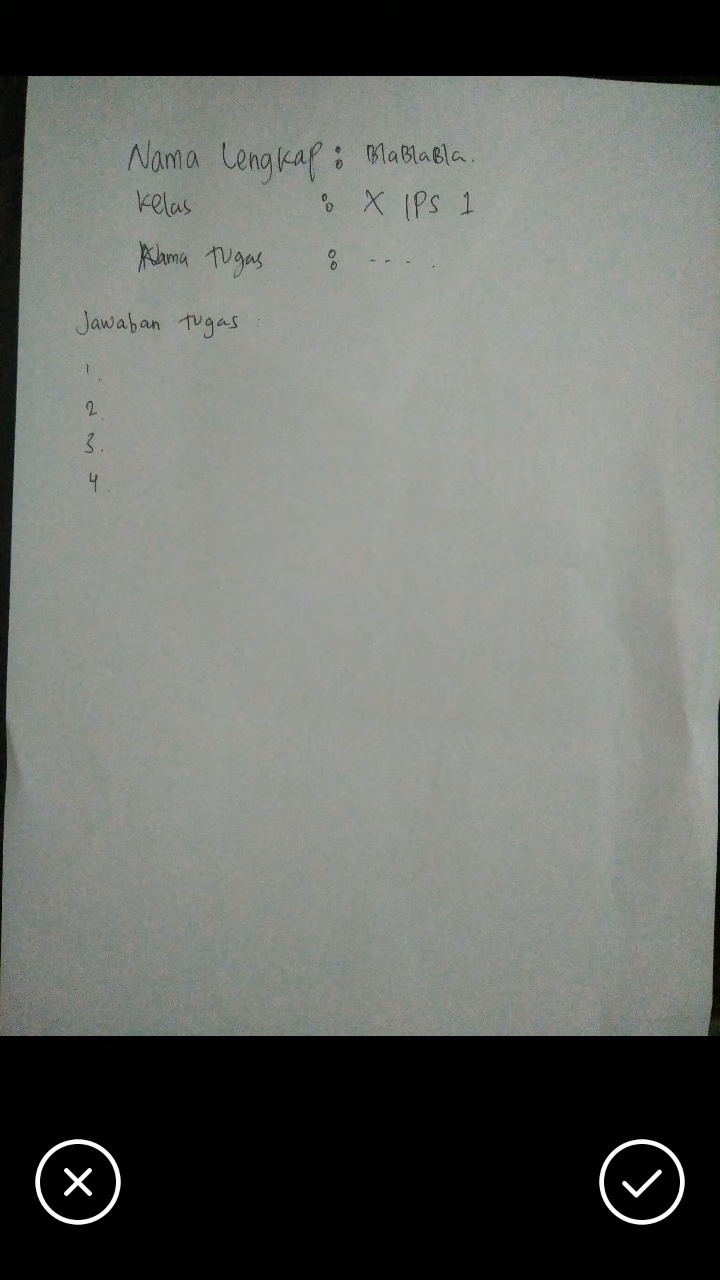 Nama Lengkap : BlaBlaBla.
Kelas : X IPS 1
Nama tugas : --- .
Jawaban tugas :
1.
2.
3.
4.